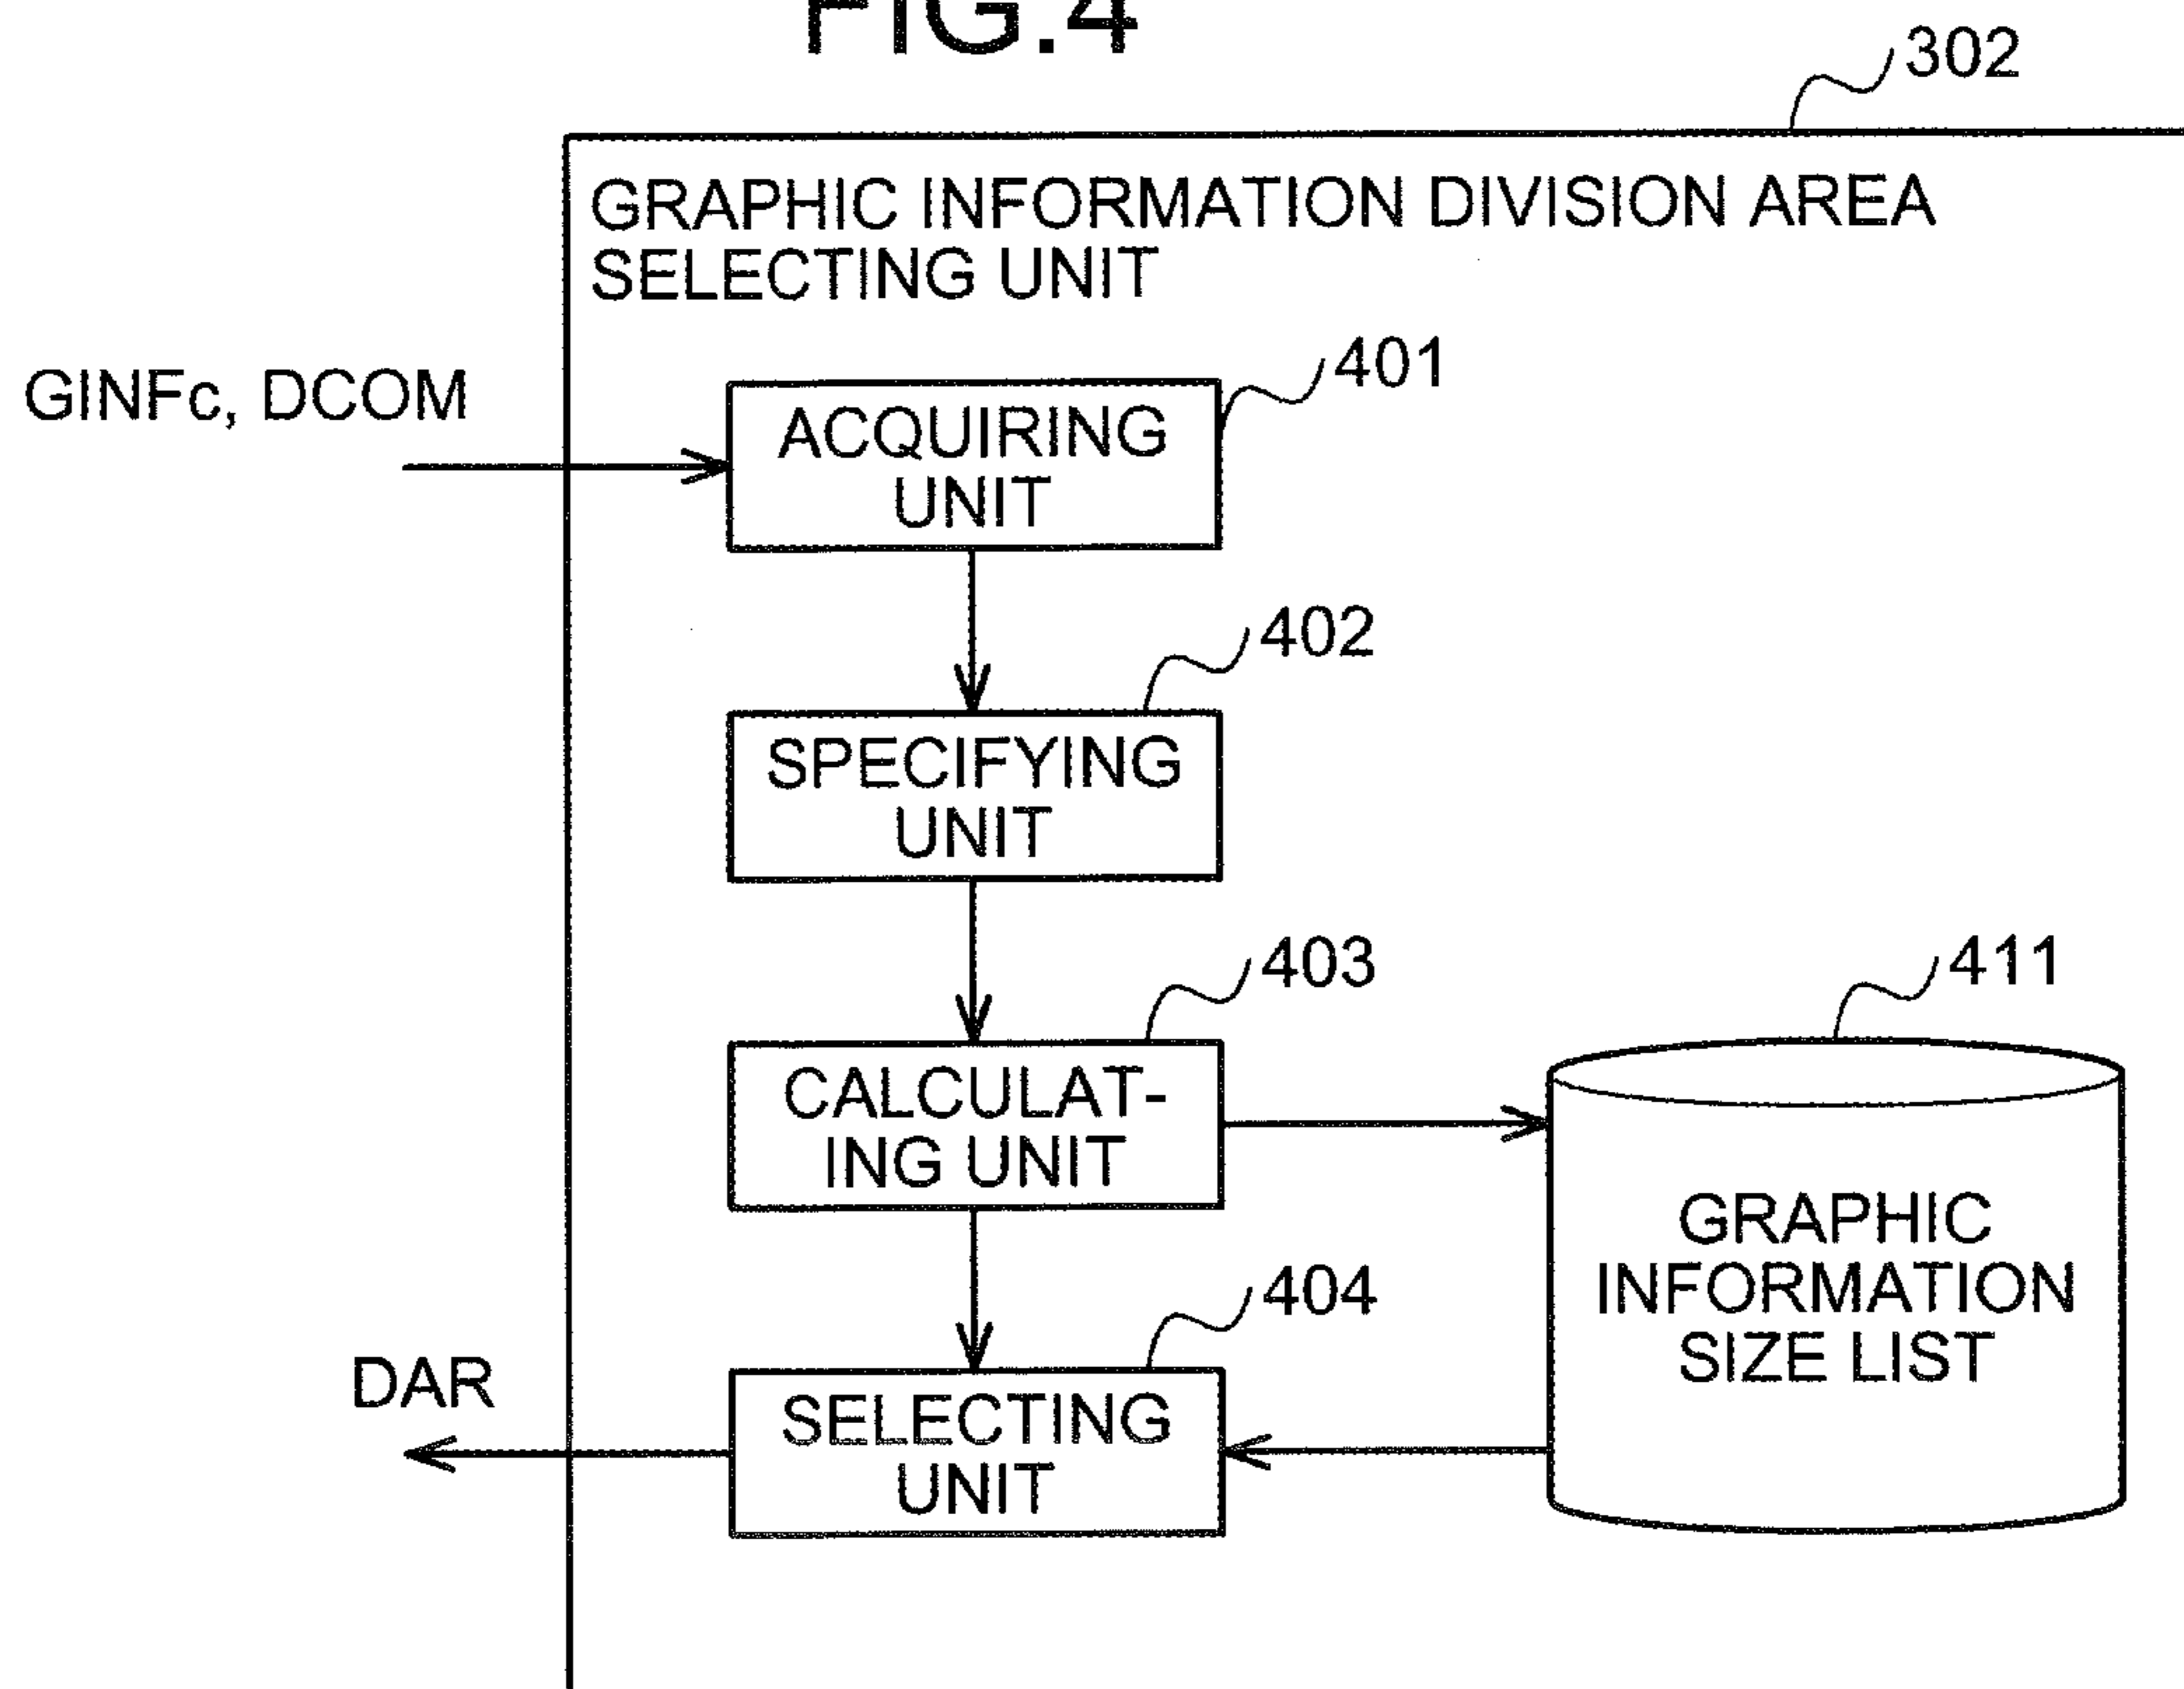 FIG.4
302
GRAPHIC INFORMATION DIVISION AREA
SELECTING UNIT
GINFc, DCOM
401
ACQUIRING
UNIT
402
SPECIFYING
UNIT
403
CALCULAT-
ING UNIT
411
GRAPHIC
INFORMATION
SIZE LIST
404
SELECTING
UNIT
DAR